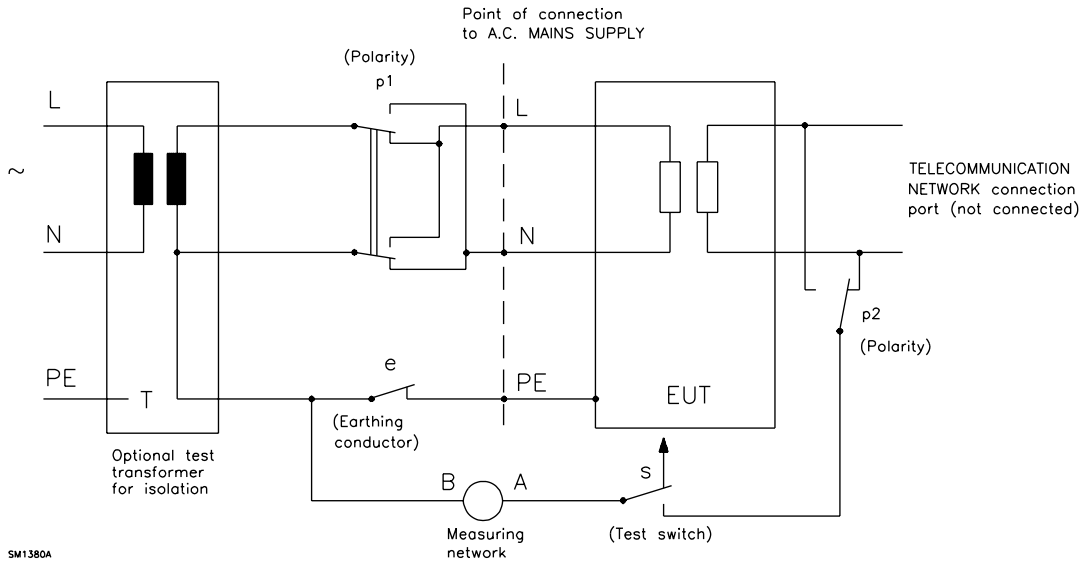 Point of connection
to A.C. MAINS SUPPLY
(Polarity)
p1
L
L
~
TELECOMMUNICATION
NETWORK connection
port (not connected)
N
N
p2
(Polarity)
e
PE
PE
T
EUT
(Earthing
conductor)
Optional test
transformer
for isolation
B
A
s
Measuring
network
(Test switch)
SM1380A